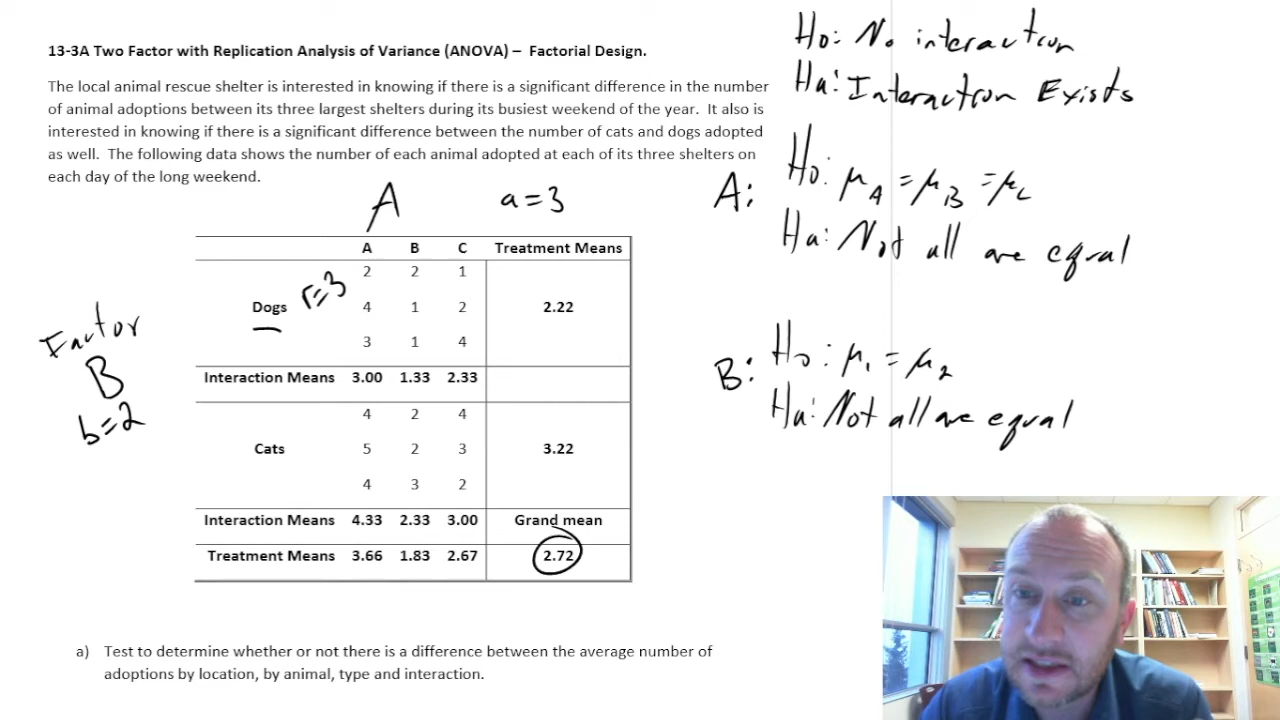 13-3A Two Factor with Replication Analysis of Variance (ANOVA) – Factorial Design.
The local animal rescue shelter is interested in knowing if there is a significant difference in the number
of animal adoptions between its three largest shelters during its busiest weekend of the year. It also is
interested in knowing if there is a significant difference between the number of cats and dogs adopted
as well. The following data shows the number of each animal adopted at each of its three shelters on
each day of the long weekend.
A a=3
A B C Treatment Means
2 2 1
Dogs r=3 4 1 2 2.22
3 1 4
Interaction Means 3.00 1.33 2.33
4 2 4
Cats 5 2 3 3.22
4 3 2
Interaction Means 4.33 2.33 3.00 Grand mean
Treatment Means 3.66 1.83 2.67 2.72
Factor
B
b=2
a) Test to determine whether or not there is a difference between the average number of
adoptions by location, by animal, type and interaction.
Ho: No interaction
Ha: Interaction Exists
A: Ho: μA = μB = μC
Ha: Not all are equal
B: Ho: μ1 = μ2
Ha: Not all are equal